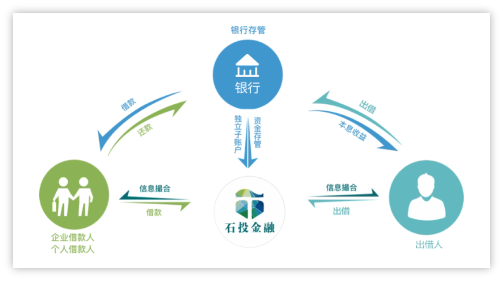 银行存管
银行
借款
还款
出借
本息收益
独立子账户
资金存管
信息撮合
借款
信息撮合
出借
石投金融
企业借款人
个人借款人
出借人